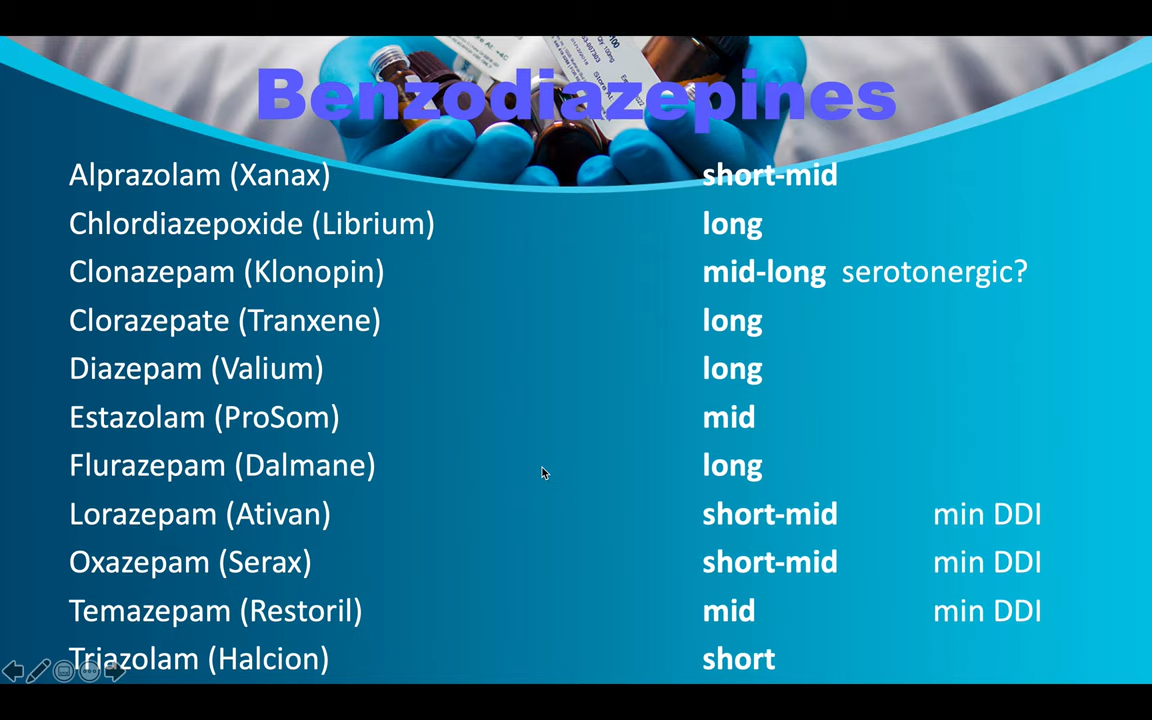 Benzodiazepines
Alprazolam (Xanax) short-mid
Chlordiazepoxide (Librium) long
Clonazepam (Klonopin) mid-long serotonergic?
Clorazepate (Tranxene) long
Diazepam (Valium) long
Estazolam (ProSom) mid
Flurazepam (Dalmane) long
Lorazepam (Ativan) short-mid min DDI
Oxazepam (Serax) short-mid min DDI
Temazepam (Restoril) mid min DDI
Triazolam (Halcion) short